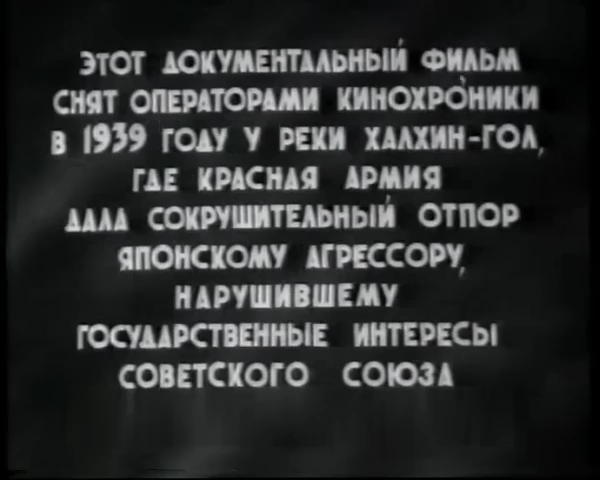 ЭТОТ ДОКУМЕНТАЛЬНЫЙ ФИЛЬМ
СНЯТ ОПЕРАТОРАМИ КИНОХРОНИКИ
В 1939 ГОДУ У РЕКИ ХАЛХИН-ГОЛ,
ГДЕ КРАСНАЯ АРМИЯ
ДАЛА СОКРУШИТЕЛЬНЫЙ ОТПОР
ЯПОНСКОМУ АГРЕССОРУ,
НАРУШИВШЕМУ
ГОСУДАРСТВЕННЫЕ ИНТЕРЕСЫ
СОВЕТСКОГО СОЮЗА